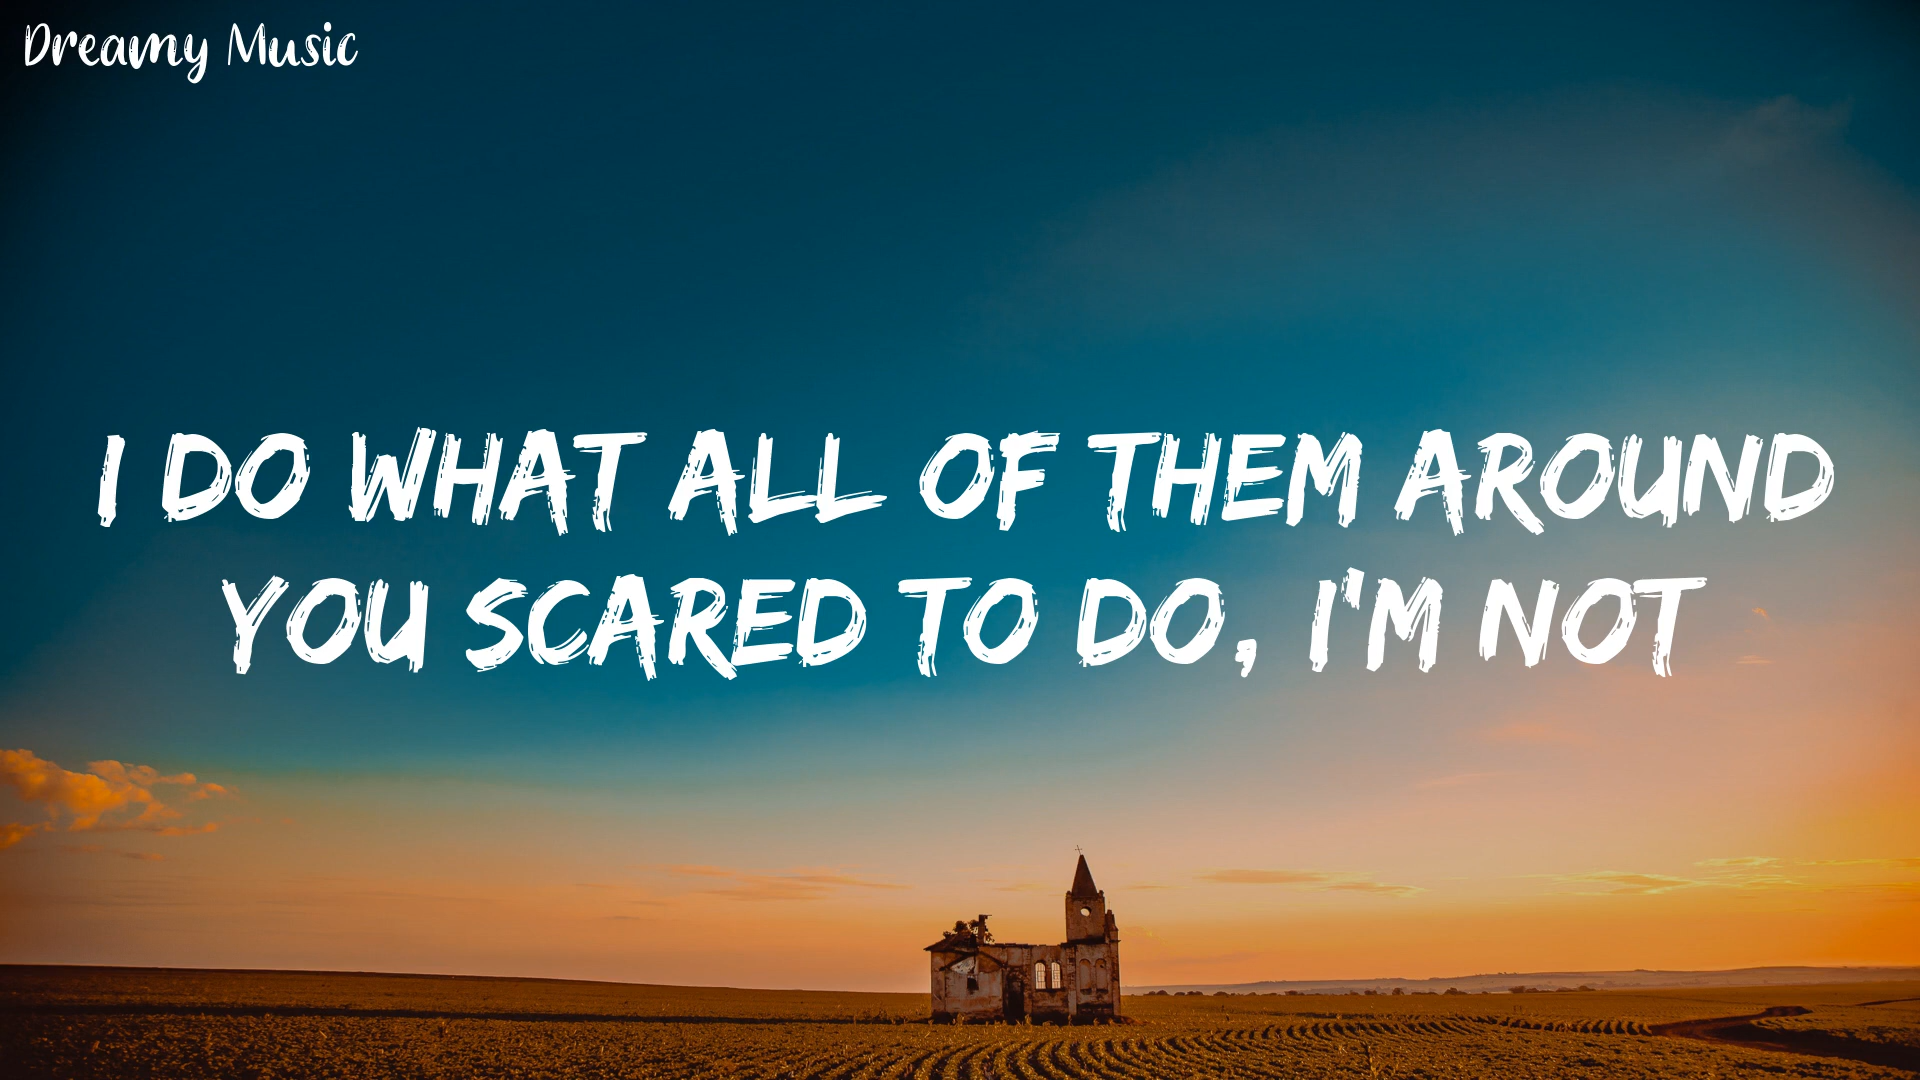 Dreamy Music
I DO WHAT ALL OF THEM AROUND
YOU SCARED TO DO, I'M NOT